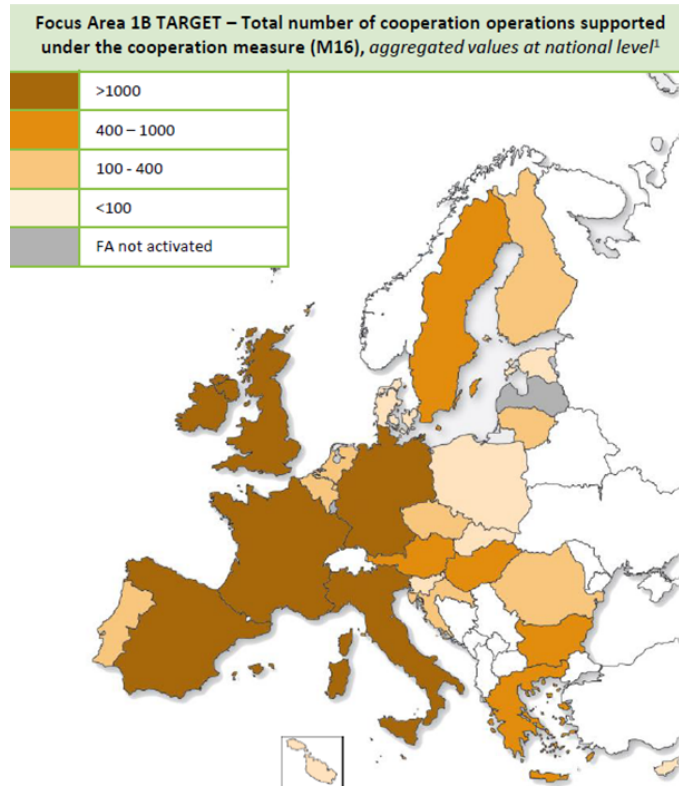 Focus Area 1B TARGET – Total number of cooperation operations supported
under the cooperation measure (M16), aggregated values at national level¹
>1000
400 – 1000
100 - 400
<100
FA not activated